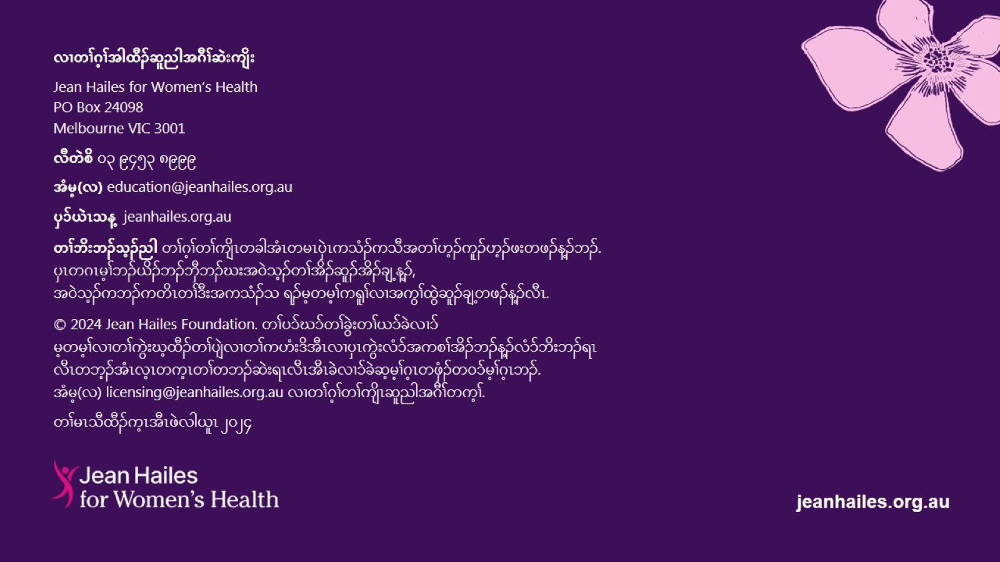 လၢတၢ်ဂ့ၢ်အါထီၣ်ဆူညါအဂီၢ်ဆဲးကျိး
Jean Hailes for Women’s Health
PO Box 24098
Melbourne VIC 3001
လီတဲစိ ၀၃ ၉၄၅၃ ၈၉၉၉
အံမ့(လ) education@jeanhailes.org.au
ပှာ်ယဲၤသန့ jeanhailes.org.au
တၢ်ဘိးဘၣ်သ့ၣ်ညါ တၢ်ဂ့ၢ်တၢ်ကျိၤတခါအံၤတမၤပှဲၤကသံၣ်ကသီအတၢ်ဟ့ၣ်ကူၣ်ဟ့ၣ်ဖးတဖၣ်န့ၣ်ဘၣ်.
ပှၤတဂၤမ့ၢ်ဘၣ်ယိၣ်ဘၣ်ဘှီဘၣ်ဃးအဝဲသ့ၣ်တၢ်အိၣ်ဆူၣ်အိၣ်ချ့န့ၣ်,
အဝဲသ့ၣ်ကဘၣ်ကတိၤတၢ်ဒီးအကသံၣ်သ ရၣ်မ့တမ့ၢ်ကရူၢ်လၢအကွၢ်ထွဲဆူၣ်ချ့တဖၣ်န့ၣ်လီၤ.
© 2024 Jean Hailes Foundation. တၢ်ပာ်ဃာ်တၢ်ခွဲးတၢ်ယာ်ခဲလၢာ်
မ့တမ့ၢ်လၢတၢ်ကွဲးဃ့ထီၣ်တၢ်ပျဲလၢတၢ်ကဟံးဒိအီၤလၢပှၤကွဲးလံာ်အကစၢ်အိၣ်ဘၣ်န့ၣ်လံာ်ဘိးဘၣ်ရၤ
လီၤတဘ့ၣ်အံၤလ့ၤတက့ၤတၢ်တဘၣ်ဆဲးရၤလီၤအီၤခဲလၢာ်ခဲဆ့မ့ၢ်ဂ့ၤတဖုံၣ်တဝာ်မ့ၢ်ဂ့ၤဘၣ်.
အံမ့(လ) licensing@jeanhailes.org.au လၢတၢ်ဂ့ၢ်တၢ်ကျိၤဆူညါအဂီၢ်တက့ၢ်.
တၢ်မၤသီထီၣ်က့ၤအီၤဖဲလါယူၤ ၂၀၂၄
Jean Hailes
for Women’s Health
jeanhailes.org.au